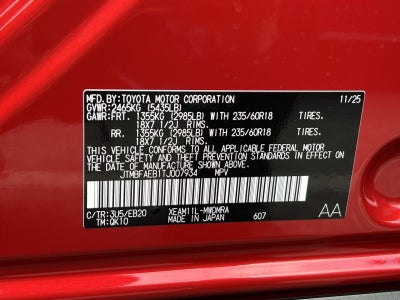 MFD. BY: TOYOTA MOTOR CORPORATION 11/25
GVWR: 2465KG (5435LB)
GAWR: FRT. 1355KG (2985LB) WITH 235/60R18 TIRES.
18X7 1/2J RIMS.
RR. 1355KG (2985LB) WITH 235/60R18 TIRES.
18X7 1/2J RIMS.
THIS VEHICLE CONFORMS TO ALL APPLICABLE FEDERAL MOTOR
VEHICLE SAFETY AND BUMPER STANDARDS IN EFFECT ON THE
DATE OF MANUFACTURE SHOWN ABOVE.
JTMBFAEB1TJ007934 MPV
C/TR: 3U5/EB20 XEAM11L-MWDMRA
TM: QK10 MADE IN JAPAN 607 AA